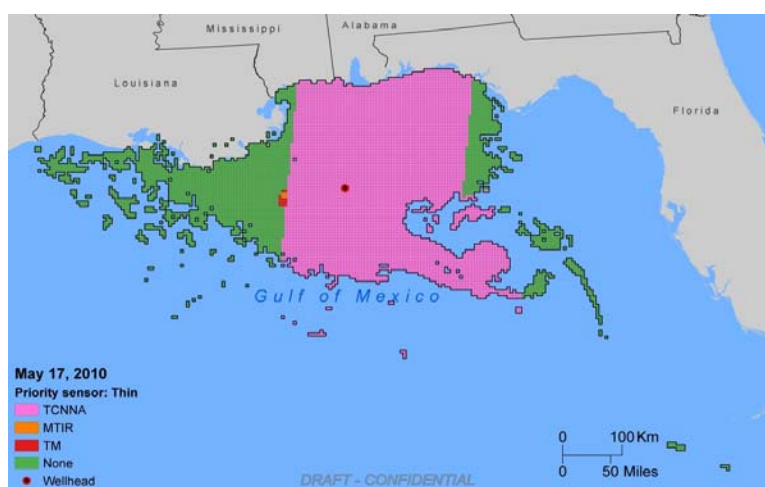 Mississippi
Alabama
Louisiana
Florida
Gulf of Mexico
May 17, 2010
Priority sensor: Thin
TCNNA
MTIR
TM
None
Wellhead
0 100 Km
0 50 Miles
DRAFT - CONFIDENTIAL